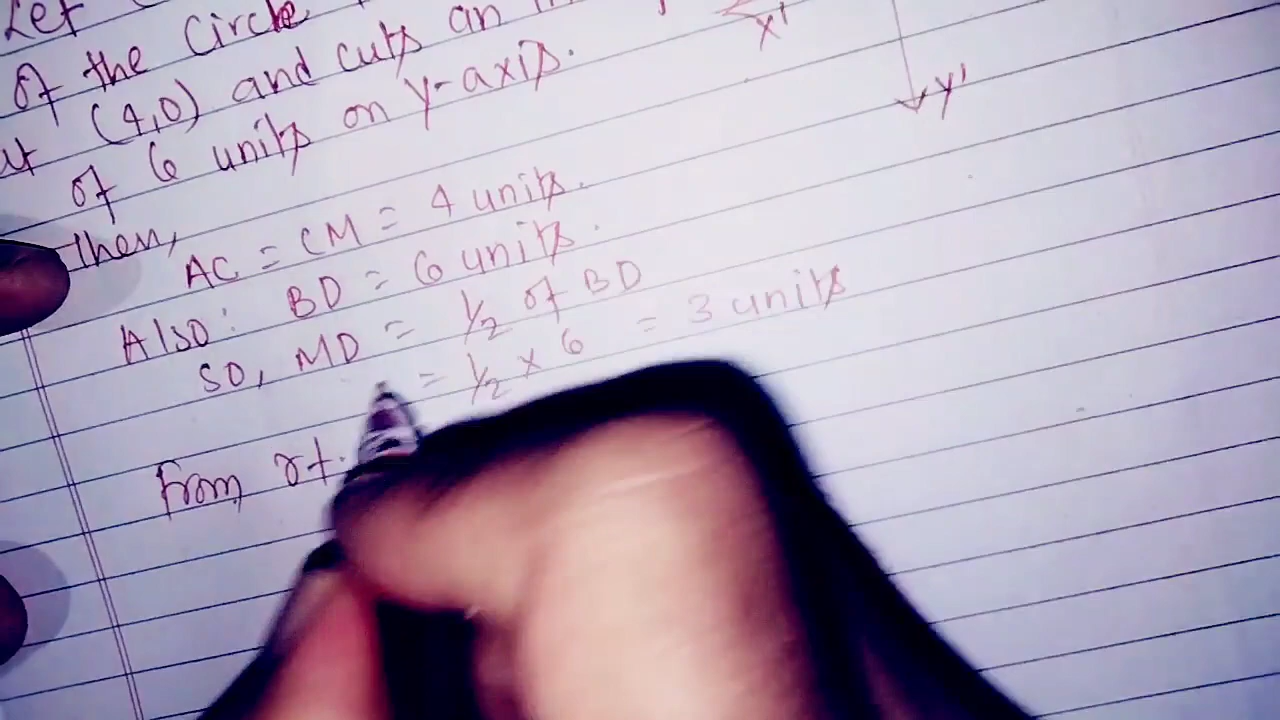 Let
of the Circle
at (4,0) and cuts an
of 6 units on y-axis.
Then,
AC = CM = 4 units.
Also: BD = 6 units.
SO, MD = 1/2 of BD
= 1/2 × 6 = 3 units
From rt.
X'
Y'